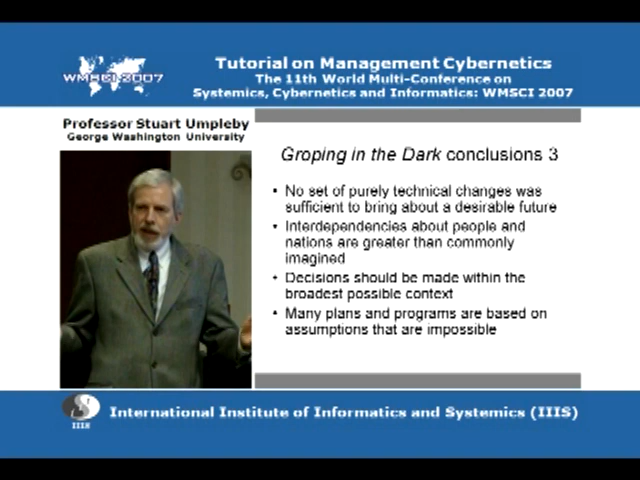 WMSCI 2007
Tutorial on Management Cybernetics
The 11th World Multi-Conference on
Systemics, Cybernetics and Informatics: WMSCI 2007
Professor Stuart Umpleby
George Washington University
Groping in the Dark conclusions 3
• No set of purely technical changes was
sufficient to bring about a desirable future
• Interdependencies about people and
nations are greater than commonly
imagined
• Decisions should be made within the
broadest possible context
• Many plans and programs are based on
assumptions that are impossible
IIIS
International Institute of Informatics and Systemics (IIIS)